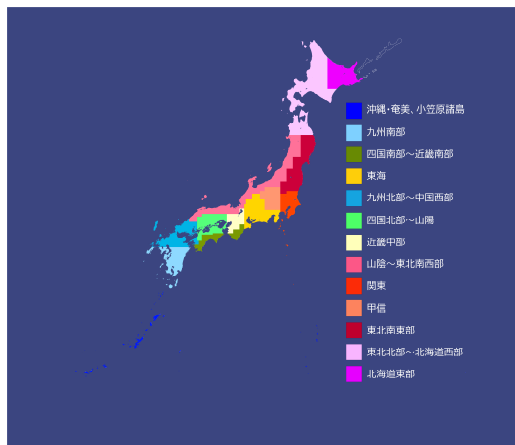 沖縄・奄美、小笠原諸島
九州南部
四国南部～近畿南部
東海
九州北部～中国西部
四国北部～山陽
近畿中部
山陰～東北南西部
関東
甲信
東北南東部
東北北部～北海道西部
北海道東部